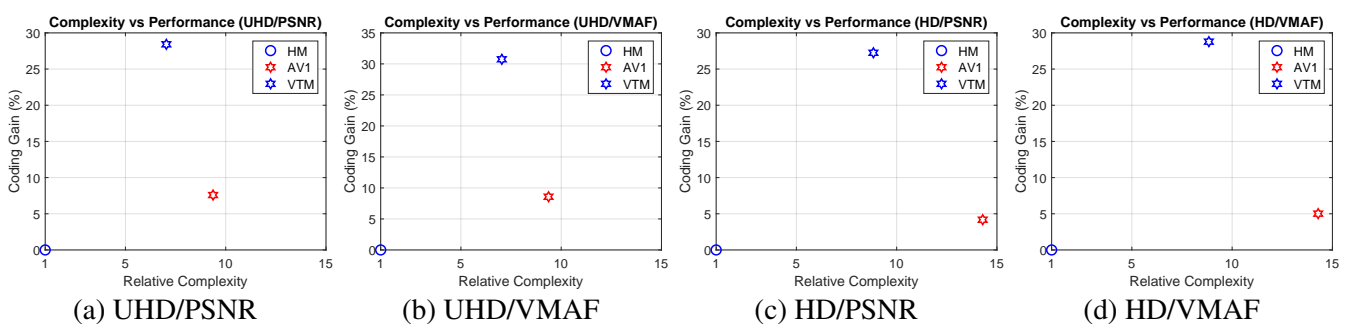 Complexity vs Performance (UHD/PSNR)
30
25
20
15
10
5
0
Coding Gain (%)
HM
AV1
VTM
1 5 10 15
Relative Complexity
(a) UHD/PSNR
Complexity vs Performance (UHD/VMAF)
35
30
25
20
15
10
5
0
Coding Gain (%)
HM
AV1
VTM
1 5 10 15
Relative Complexity
(b) UHD/VMAF
Complexity vs Performance (HD/PSNR)
30
25
20
15
10
5
0
Coding Gain (%)
HM
AV1
VTM
1 5 10 15
Relative Complexity
(c) HD/PSNR
Complexity vs Performance (HD/VMAF)
30
25
20
15
10
5
0
Coding Gain (%)
HM
AV1
VTM
1 5 10 15
Relative Complexity
(d) HD/VMAF